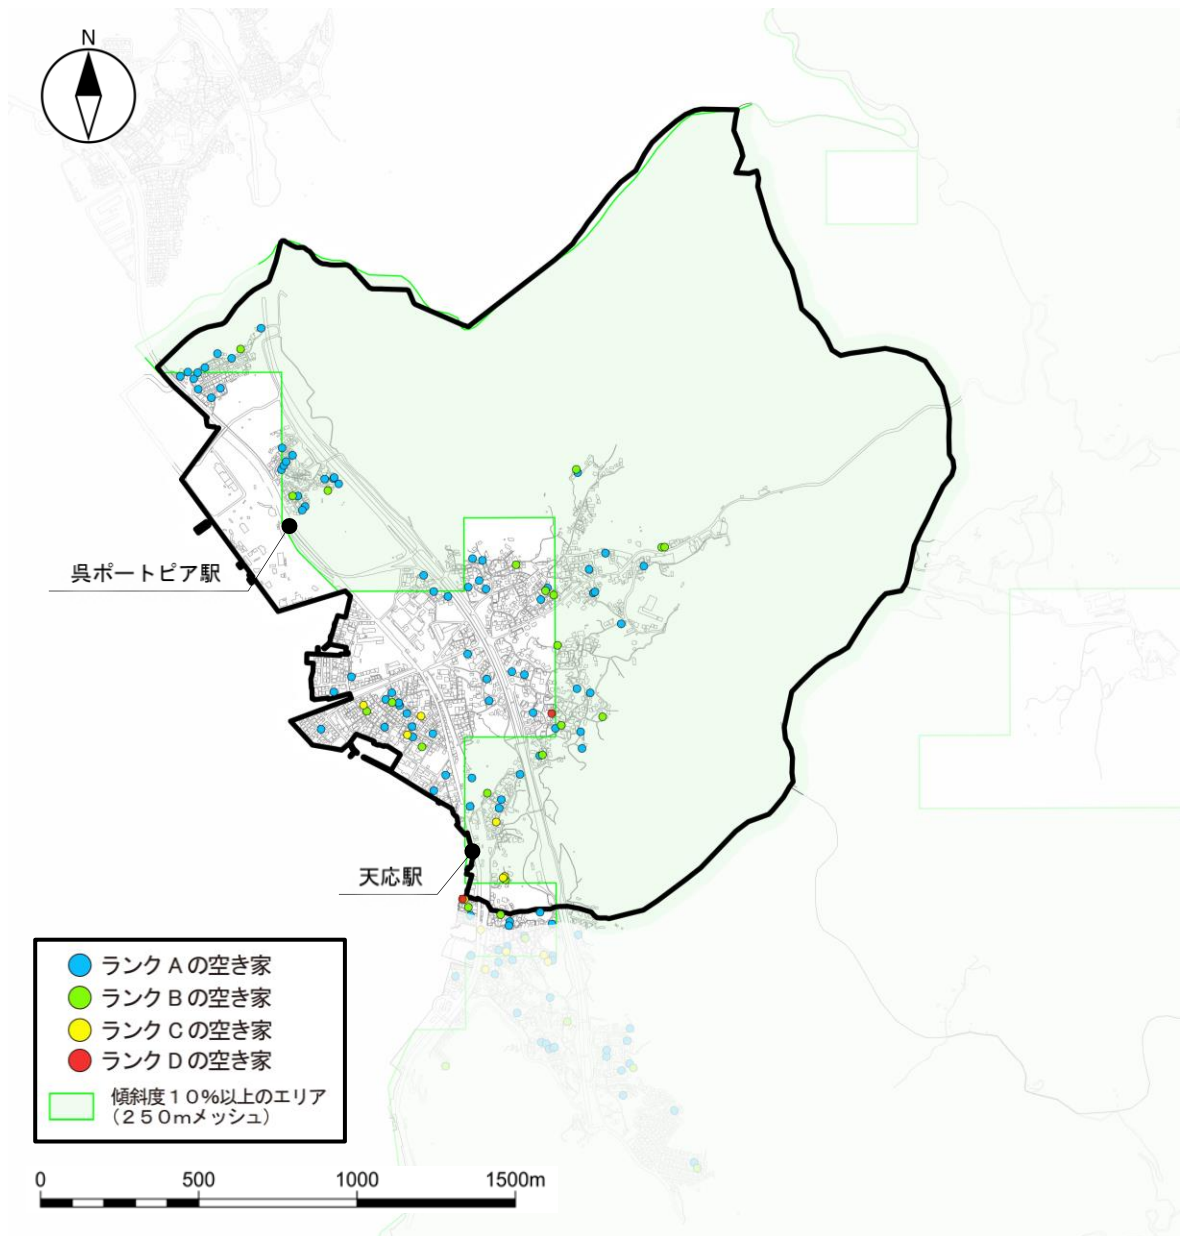 N
呉ポートピア駅
天応駅
ランクAの空き家
ランクBの空き家
ランクCの空き家
ランクDの空き家
傾斜度10%以上のエリア
(250mメッシュ)
0 500 1000 1500m